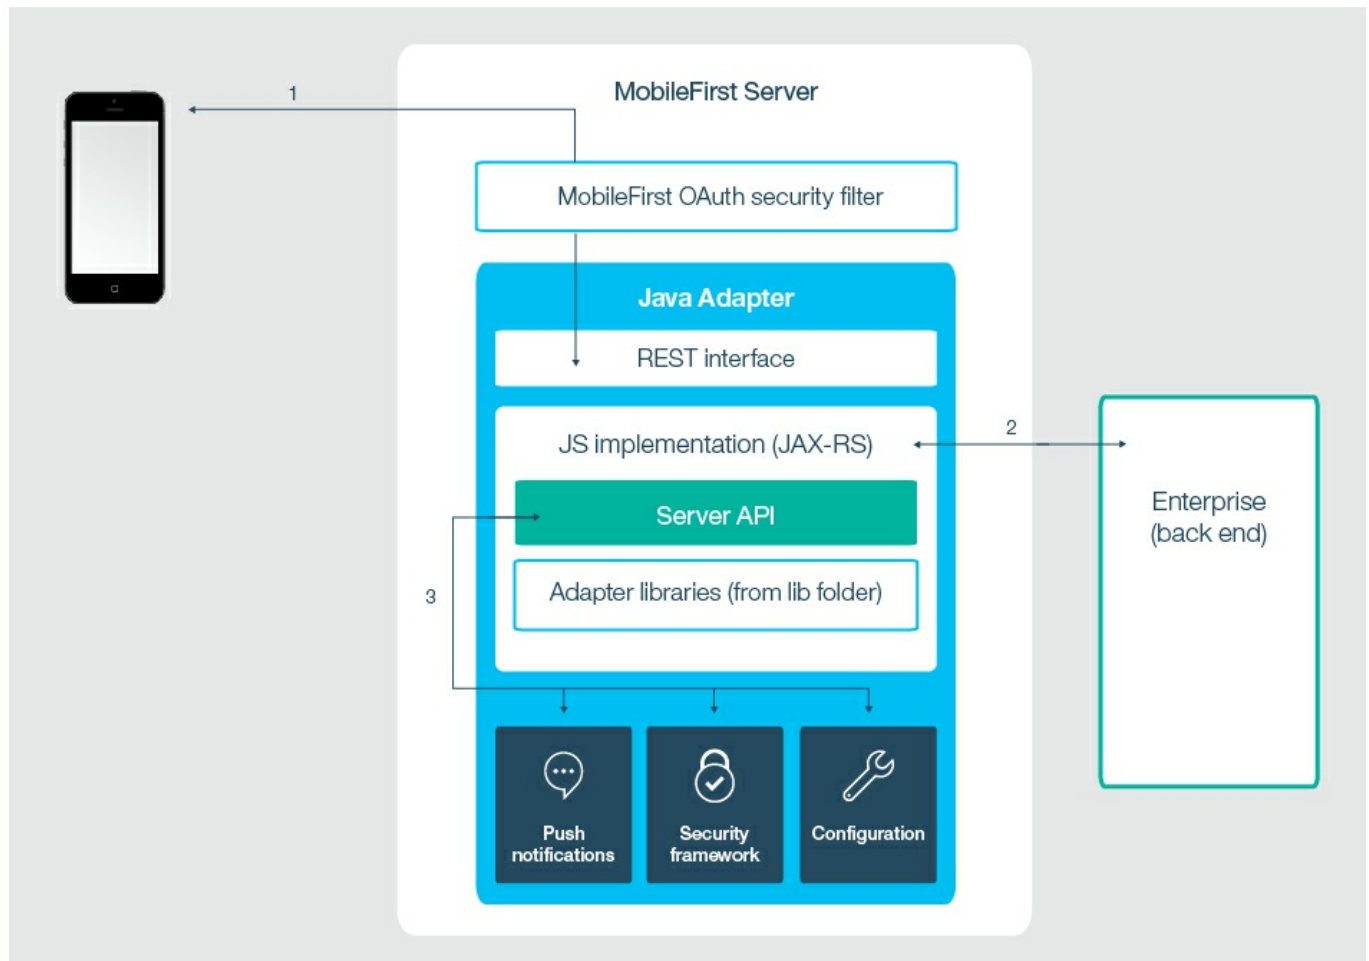 MobileFirst Server
1
MobileFirst OAuth security filter
Java Adapter
REST interface
JS implementation (JAX-RS)
2
Server API
Enterprise
(back end)
Adapter libraries (from lib folder)
3
Push
notifications
Security
framework
Configuration